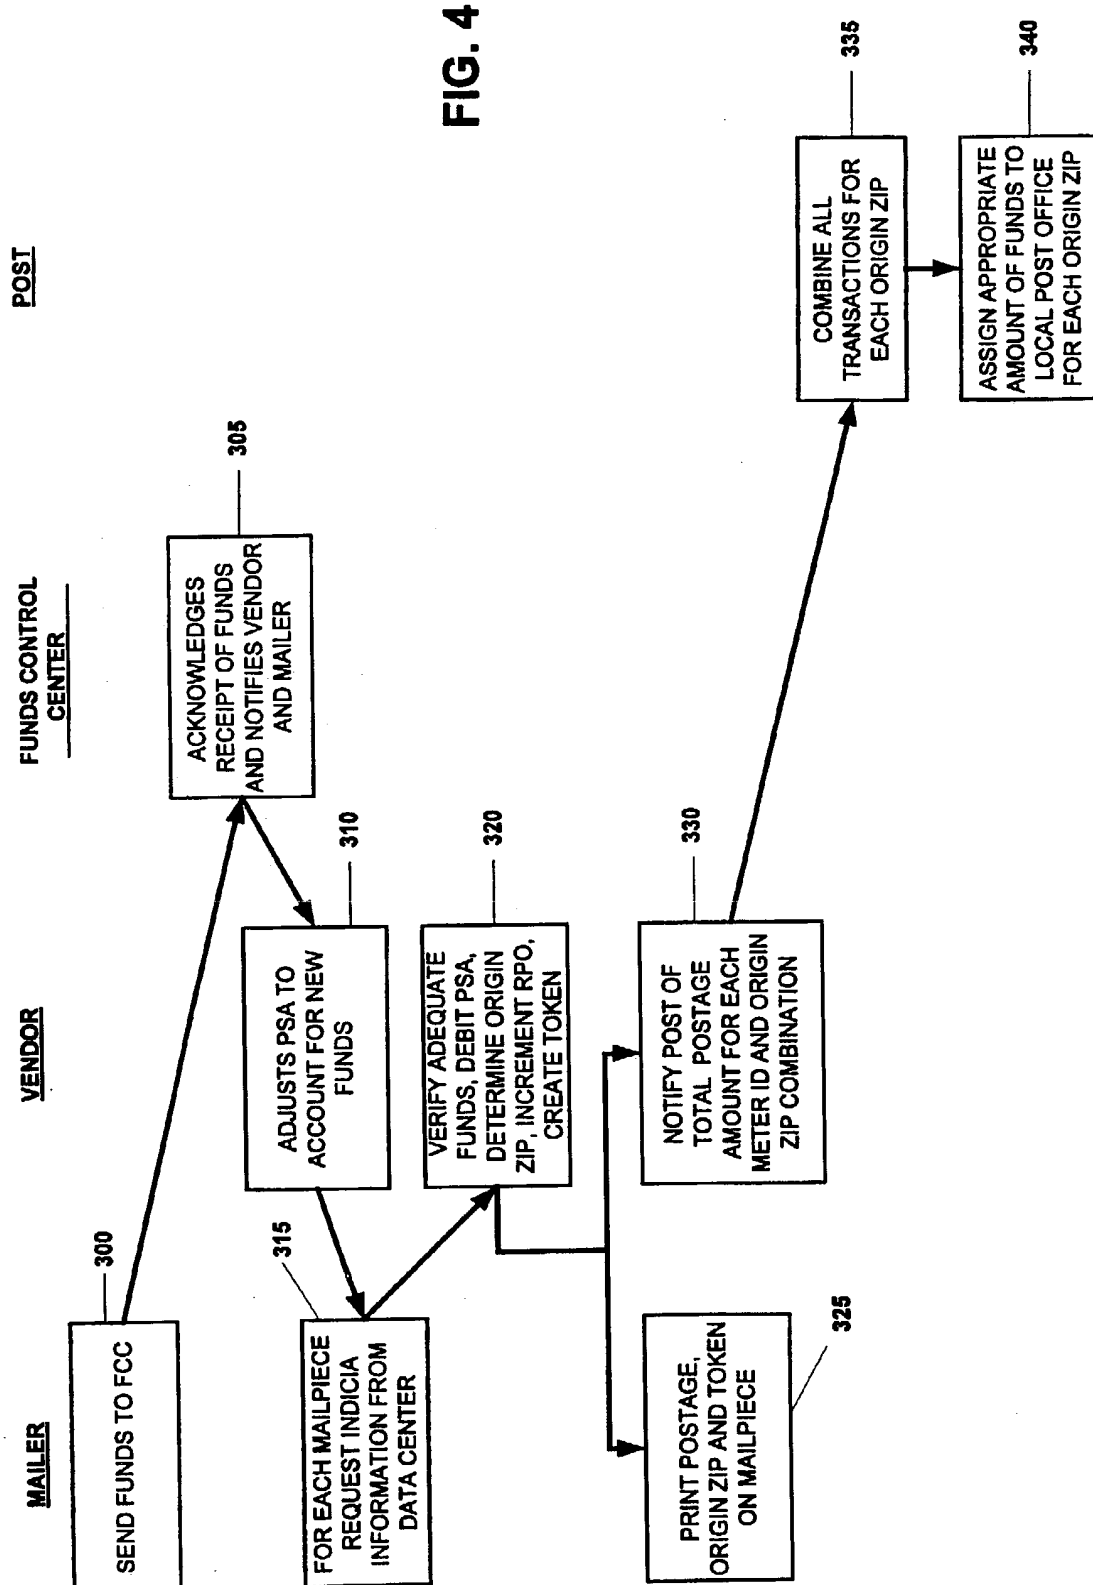 MAILER
VENDOR
FUNDS CONTROL
CENTER
POST
SEND FUNDS TO FCC
300
ACKNOWLEDGES
RECEIPT OF FUNDS
AND NOTIFIES VENDOR
AND MAILER
305
ADJUSTS PSA TO
ACCOUNT FOR NEW
FUNDS
310
FOR EACH MAILPIECE
REQUEST INDICIA
INFORMATION FROM
DATA CENTER
315
VERIFY ADEQUATE
FUNDS, DEBIT PSA,
DETERMINE ORIGIN
ZIP, INCREMENT RPO,
CREATE TOKEN
320
PRINT POSTAGE,
ORIGIN ZIP AND TOKEN
ON MAILPIECE
325
NOTIFY POST OF
TOTAL POSTAGE
AMOUNT FOR EACH
METER ID AND ORIGIN
ZIP COMBINATION
330
COMBINE ALL
TRANSACTIONS FOR
EACH ORIGIN ZIP
335
ASSIGN APPROPRIATE
AMOUNT OF FUNDS TO
LOCAL POST OFFICE
FOR EACH ORIGIN ZIP
340
FIG. 4